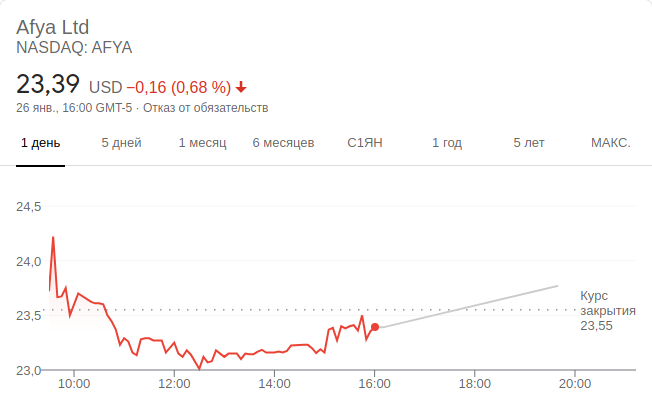 Afya Ltd
NASDAQ: AFYA
23,39 USD −0,16 (0,68 %)
26 янв., 16:00 GMT-5 · Отказ от обязательств
1 день 5 дней 1 месяц 6 месяцев С1ЯН 1 год 5 лет МАКС.
24,5
24,0
Курс
закрытия
23,5
23,55
23,0
10:00 12:00 14:00 16:00 18:00 20:00